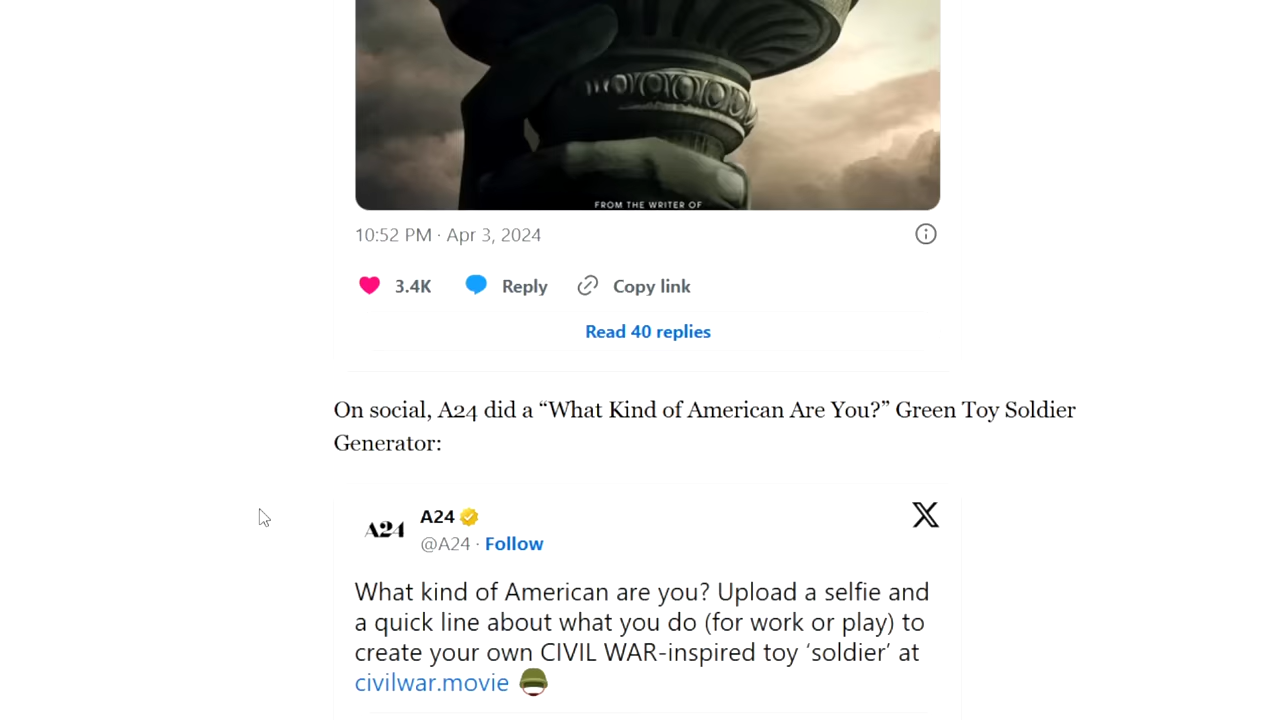 FROM THE WRITER OF
10:52 PM · Apr 3, 2024
3.4K Reply Copy link
Read 40 replies
On social, A24 did a “What Kind of American Are You?” Green Toy Soldier
Generator:
A24
A24
@A24 · Follow
What kind of American are you? Upload a selfie and
a quick line about what you do (for work or play) to
create your own CIVIL WAR-inspired toy ‘soldier’ at
civilwar.movie